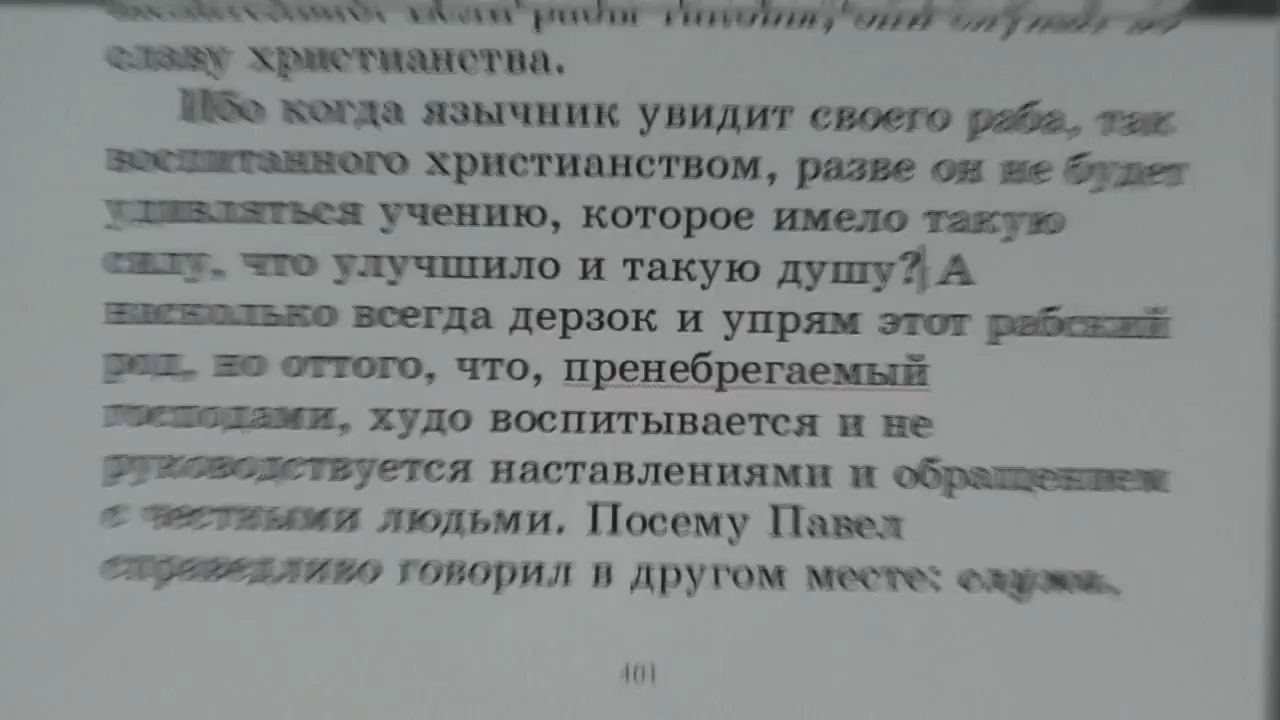 славу христианства.
Ибо когда язычник увидит своего раба, так
воспитанного христианством, разве он не будет
удивляться учению, которое имело такую
силу, что улучшило и такую душу? А
насколько всегда дерзок и упрям этот рабский
род, но оттого, что, пренебрегаемый
господами, худо воспитывается и не
руководствуется наставлениями и обращением
с честными людьми. Посему Павел
справедливо говорил в другом месте:
401